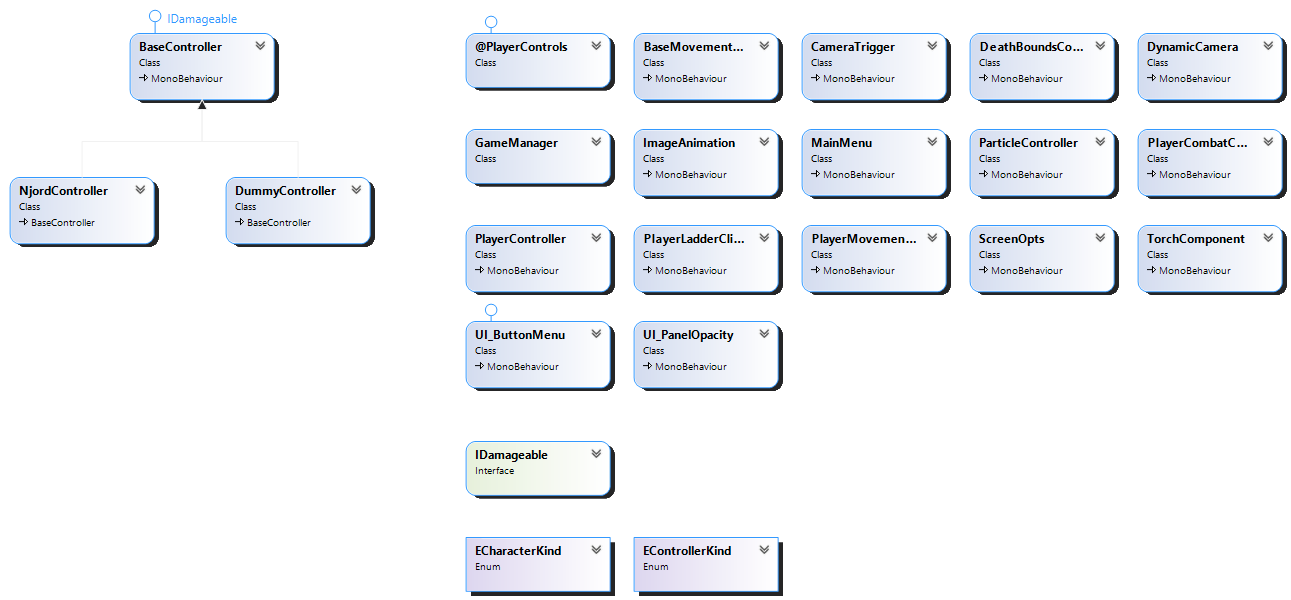 IDamageable
BaseController
Class
MonoBehaviour
NjordController
Class
BaseController
DummyController
Class
BaseController
@PlayerControls
Class
BaseMovement...
Class
MonoBehaviour
CameraTrigger
Class
MonoBehaviour
DeathBoundsCo...
Class
MonoBehaviour
DynamicCamera
Class
MonoBehaviour
GameManager
Class
ImageAnimation
Class
MonoBehaviour
MainMenu
Class
MonoBehaviour
ParticleController
Class
MonoBehaviour
PlayerCombatC...
Class
MonoBehaviour
PlayerController
Class
MonoBehaviour
PlayerLadderCli...
Class
MonoBehaviour
PlayerMovemen...
Class
MonoBehaviour
ScreenOpts
Class
MonoBehaviour
TorchComponent
Class
MonoBehaviour
UI_ButtonMenu
Class
MonoBehaviour
UI_PanelOpacity
Class
MonoBehaviour
IDamageable
Interface
ECharacterKind
Enum
EControllerKind
Enum